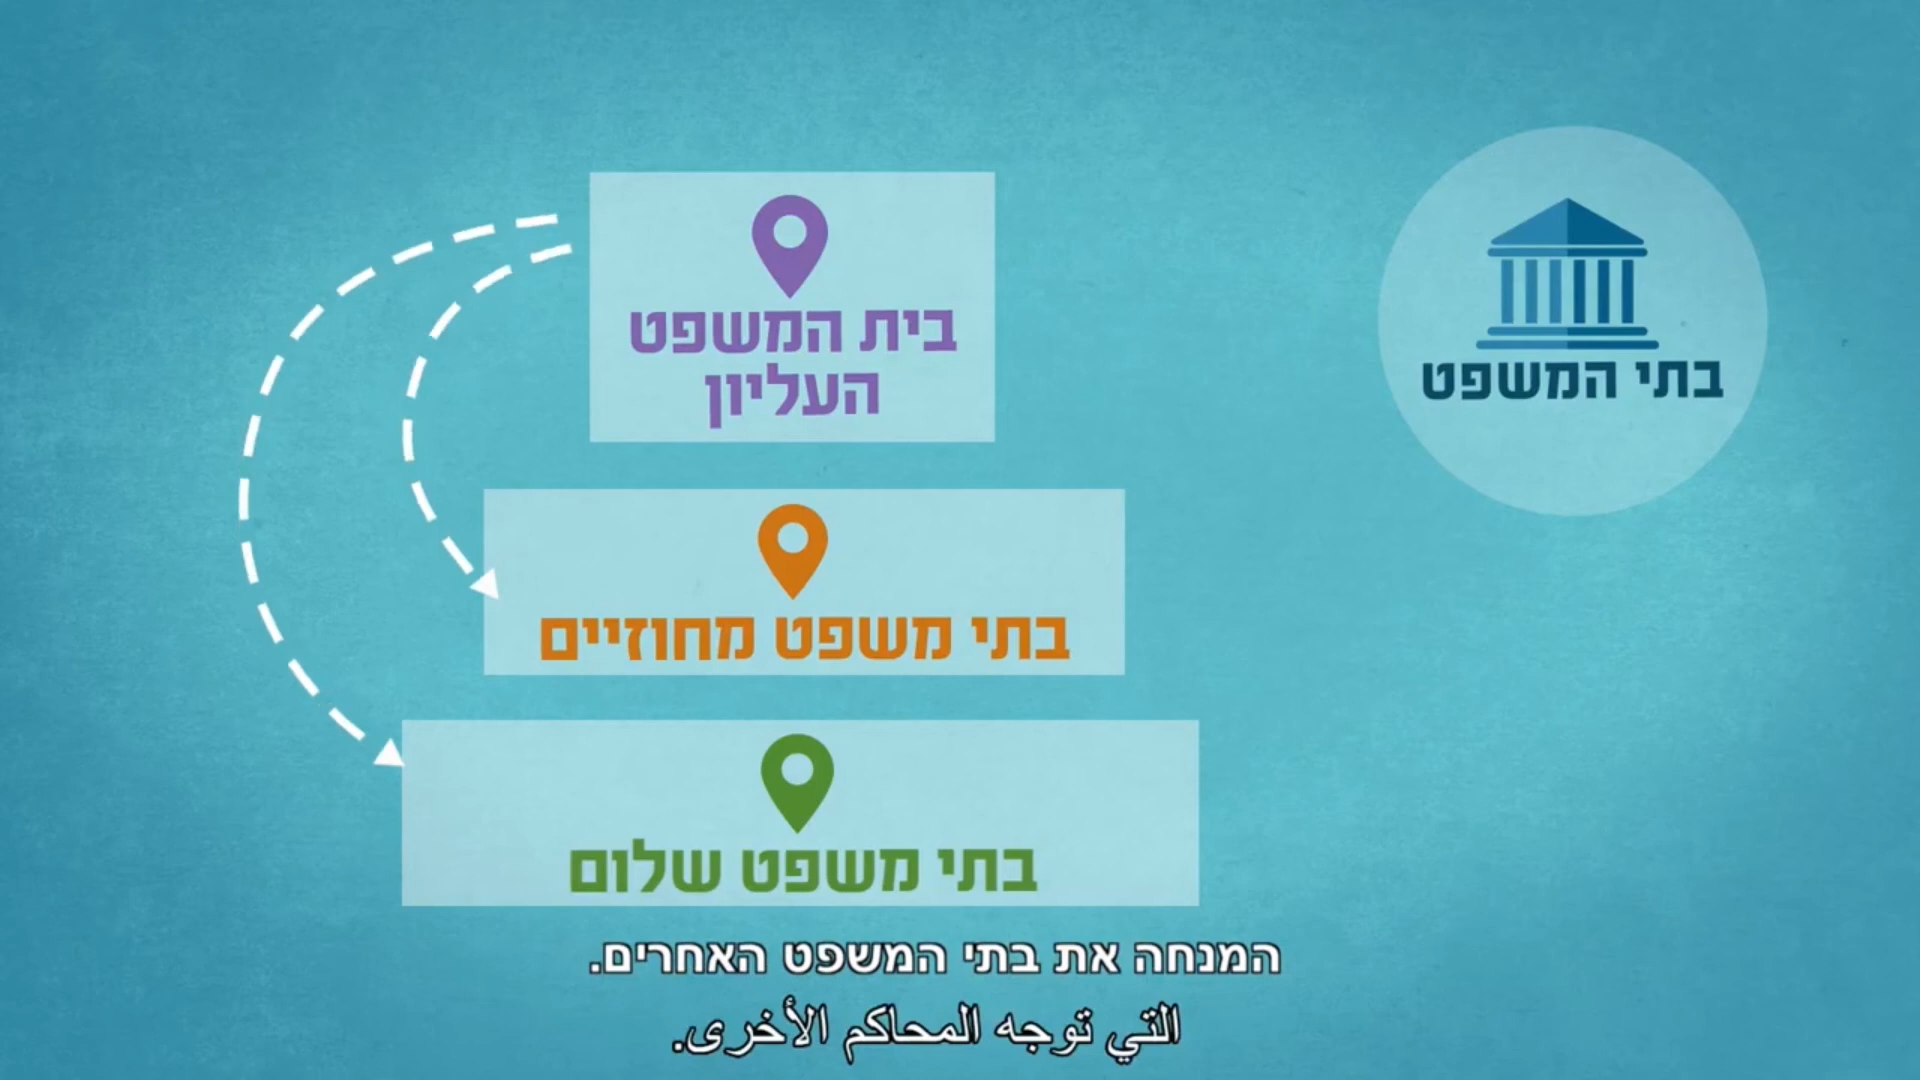 בתי המשפט
בית המשפט
העליון
בתי משפט מחוזיים
בתי משפט שלום
המנחה את בתי המשפט האחרים.
التي توجه المحاكم الأخرى.